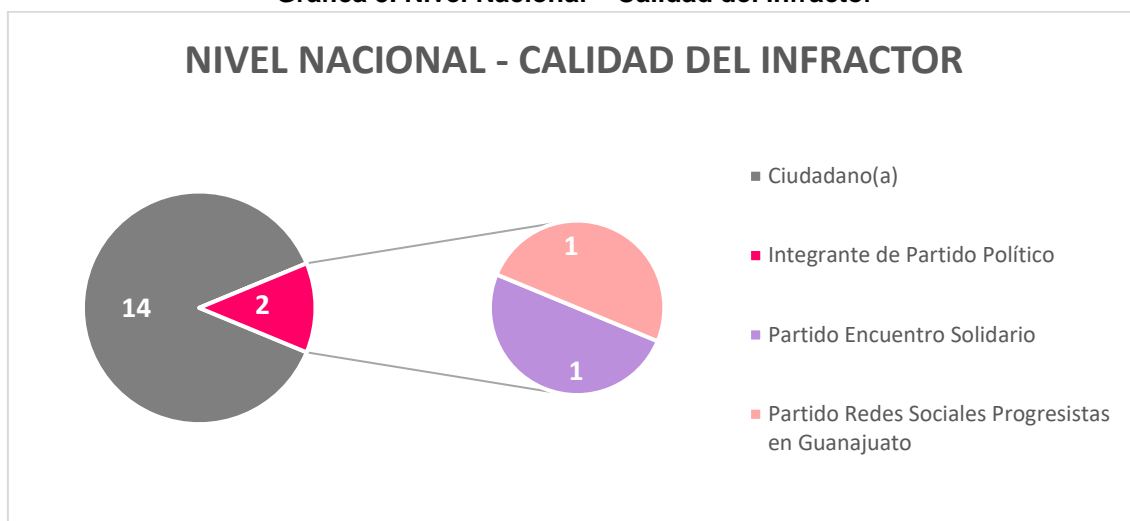 NIVEL NACIONAL - CALIDAD DEL INFRACTOR
14
2
1
1
Ciudadano(a)
Integrante de Partido Político
Partido Encuentro Solidario
Partido Redes Sociales Progresistas
en Guanajuato